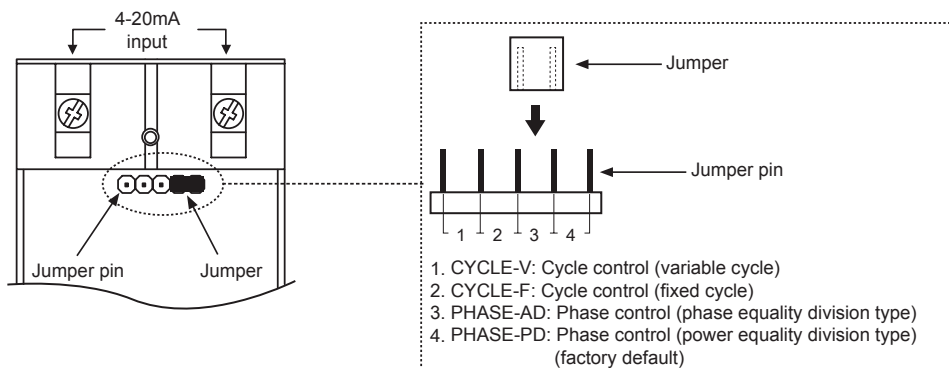 4-20mA
input
Jumper pin
Jumper
Jumper
Jumper pin
1 2 3 4
1. CYCLE-V: Cycle control (variable cycle)
2. CYCLE-F: Cycle control (fixed cycle)
3. PHASE-AD: Phase control (phase equality division type)
4. PHASE-PD: Phase control (power equality division type)
(factory default)